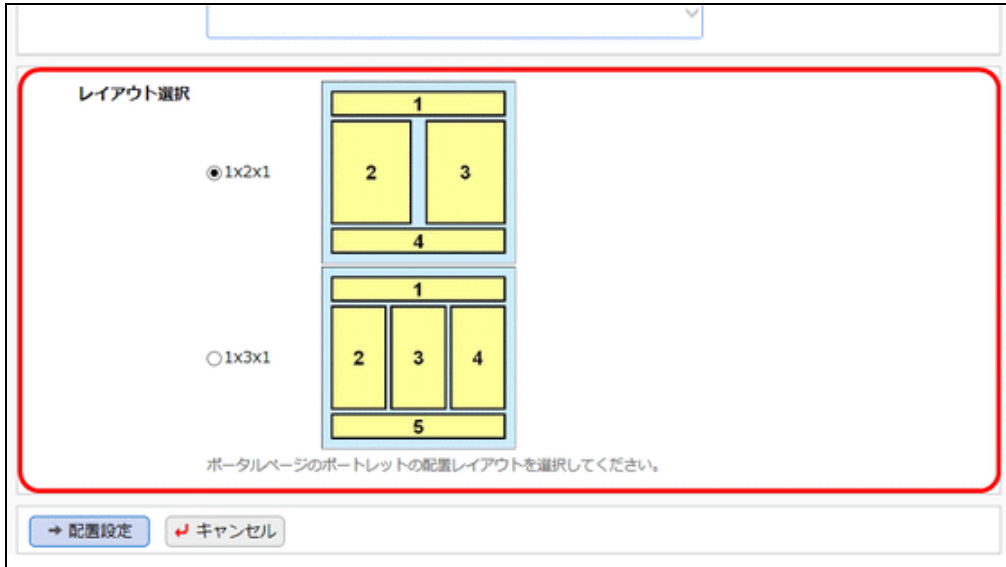 レイアウト選択
1
1x2x1
2 3
4
1
1x3x1
2 3 4
5
ポータルページのポートレットの配置レイアウトを選択してください。
配置設定 キャンセル